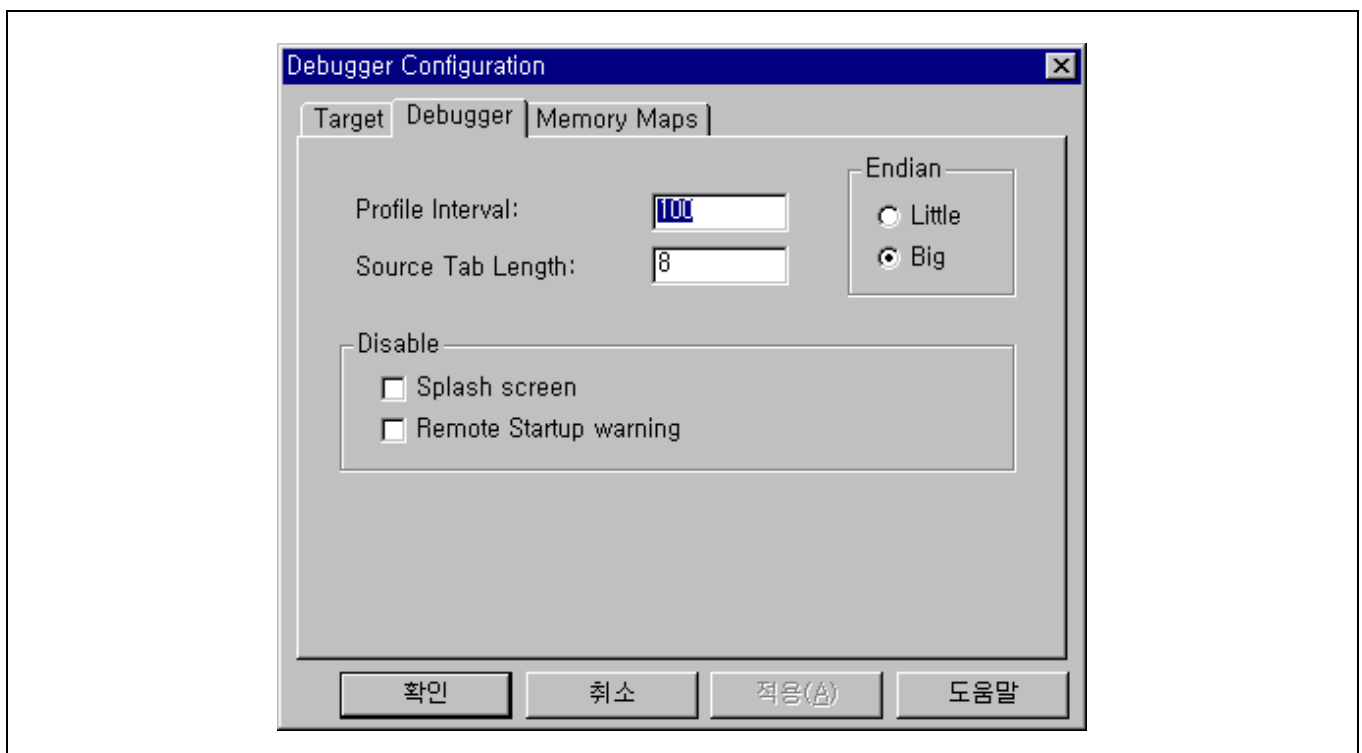 Debugger Configuration
Target Debugger Memory Maps
Profile Interval: 100
Source Tab Length: 8
Endian
Little
Big
Disable
Splash screen
Remote Startup warning
확인 취소 적용(A) 도움말